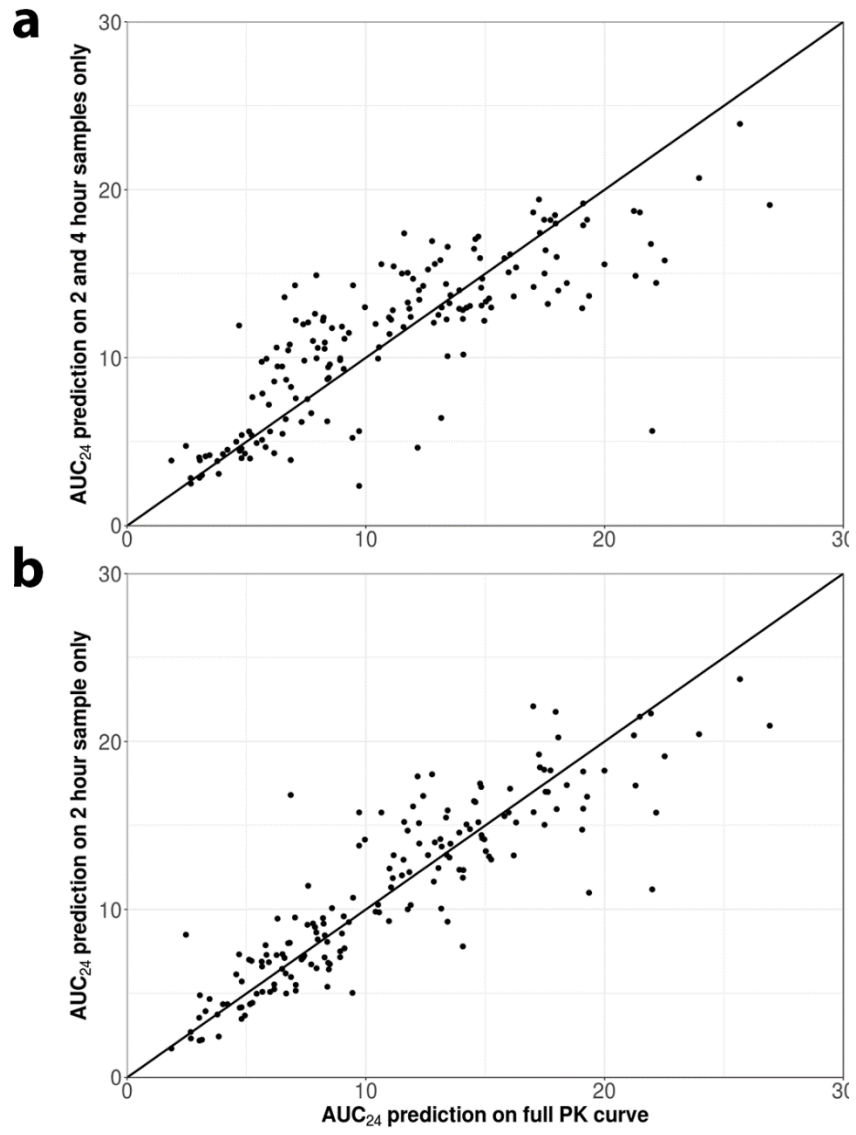 a
AUC₂₄ prediction on 2 and 4 hour samples only
30
20
10
0
0 10 20 30
b
AUC₂₄ prediction on 2 hour sample only
30
20
10
0
0 10 20 30
AUC₂₄ prediction on full PK curve